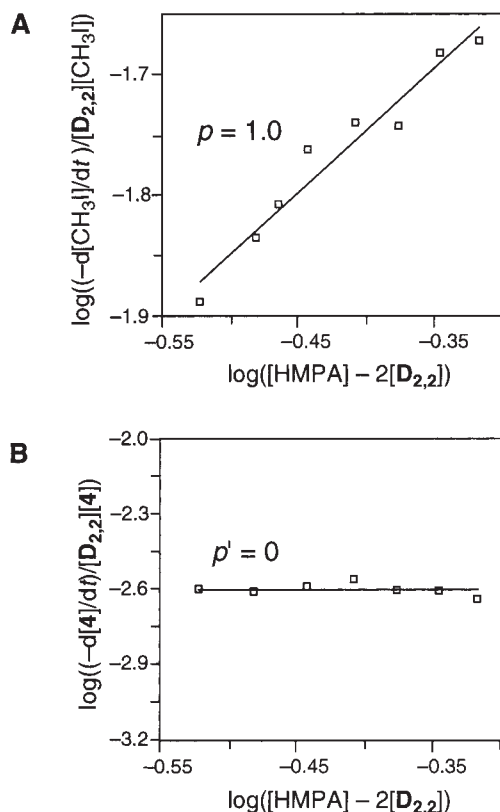 A
log((−d[CH₃I]/dt)/[D₂,₂][CH₃I])
−1.7
−1.8
−1.9
p = 1.0
−0.55
−0.45
−0.35
log([HMPA] − 2[D₂,₂])
B
log((−d[4]/dt)/[D₂,₂][4])
−2.0
−2.3
−2.6
−2.9
−3.2
p' = 0
−0.55
−0.45
−0.35
log([HMPA] − 2[D₂,₂])